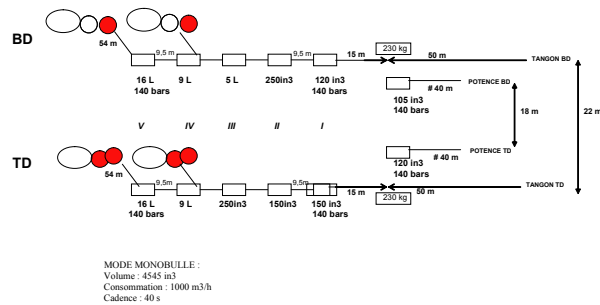 BD
54 m
9,5 m
9,5 m
15 m
230 kg
50 m
TANGON BD
16 L
140 bars
9 L
5 L
250in3
120 in3
140 bars
# 40 m
POTENCE BD
105 in3
140 bars
18 m
22 m
V
IV
III
II
I
TD
54 m
9,5m
9,5m
120 in3
140 bars
# 40 m
POTENCE TD
15 m
50 m
TANGON TD
230 kg
16 L
140 bars
9 L
250in3
150in3
150 in3
140 bars
MODE MONOBULLE :
Volume : 4545 in3
Consommation : 1000 m3/h
Cadence : 40 s